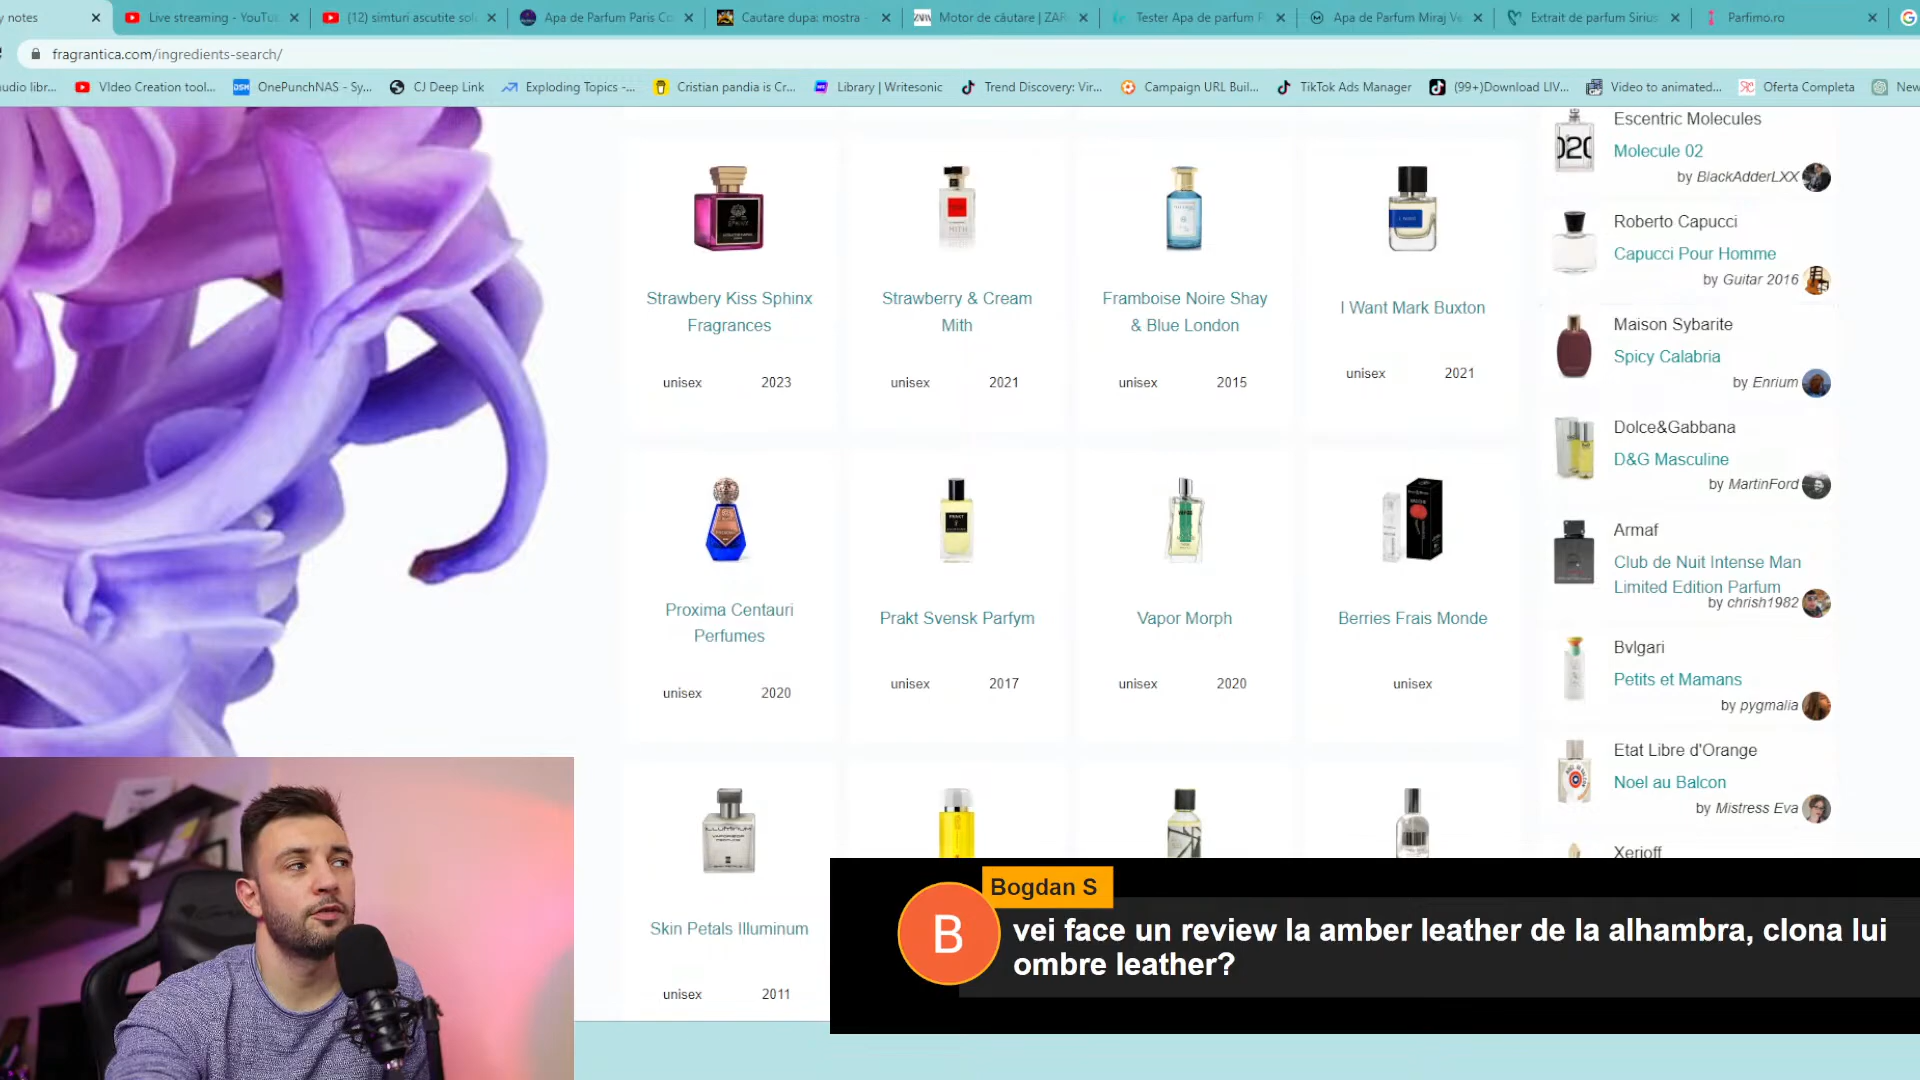 y notes
Live streaming - YouTu
(12) simturi ascutite sol
Apa de Parfum Paris Co
Cautare dupa: mostra -
Motor de căutare | ZAR
Tester Apa de parfum P
Apa de Parfum Miraj Ve
Extrait de parfum Sirius
Parfimo.ro
fragrantica.com/ingredients-search/
udio libr...
VIdeo Creation tool...
OnePunchNAS - Sy...
CJ Deep Link
Exploding Topics -...
Cristian pandia is Cr...
Library | Writesonic
Trend Discovery: Vir...
Campaign URL Buil...
TikTok Ads Manager
(99+)Download LIV...
Video to animated...
Oferta Completa
New
Strawbery Kiss Sphinx
Fragrances
unisex 2023
Strawberry & Cream
Mith
unisex 2021
Framboise Noire Shay
& Blue London
unisex 2015
I Want Mark Buxton
unisex 2021
Proxima Centauri
Perfumes
unisex 2020
Prakt Svensk Parfym
unisex 2017
Vapor Morph
unisex 2020
Berries Frais Monde
unisex
Skin Petals Illuminum
unisex 2011
Escentric Molecules
Molecule 02
by BlackAdderLXX
Roberto Capucci
Capucci Pour Homme
by Guitar 2016
Maison Sybarite
Spicy Calabria
by Enrium
Dolce&Gabbana
D&G Masculine
by MartinFord
Armaf
Club de Nuit Intense Man
Limited Edition Parfum
by chrish1982
Bvlgari
Petits et Mamans
by pygmalia
Etat Libre d'Orange
Noel au Balcon
by Mistress Eva
Xerjoff
Bogdan S
B
vei face un review la amber leather de la alhambra, clona lui
ombre leather?